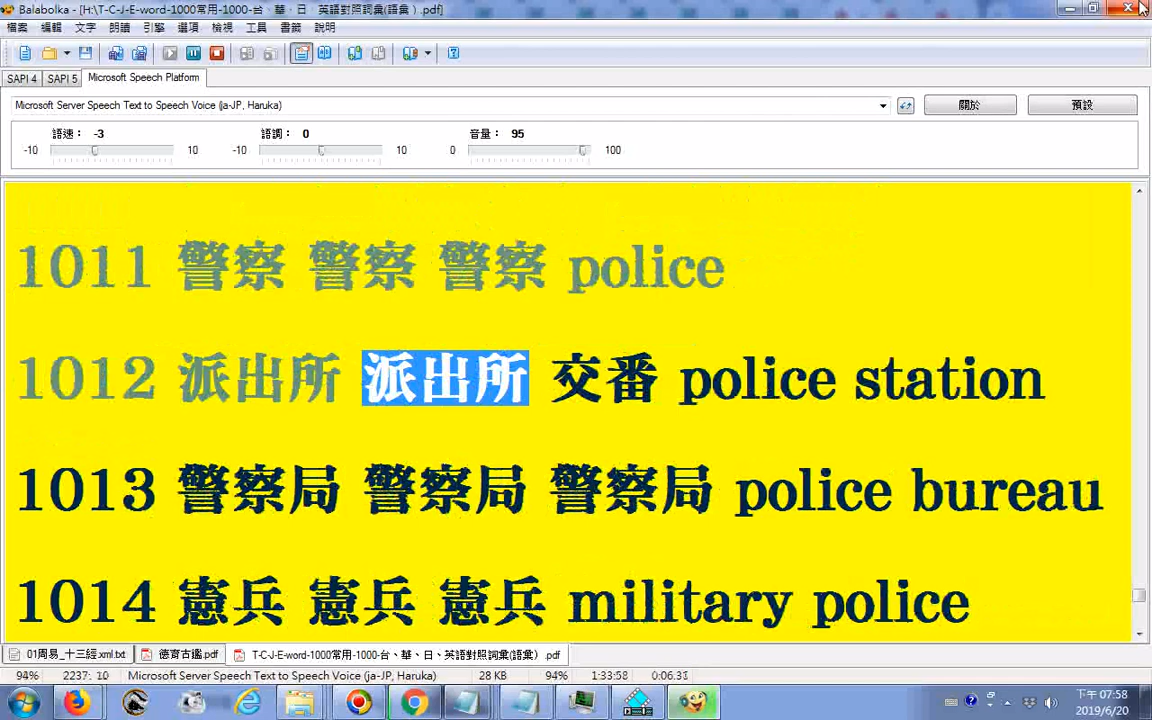 Balabolka - [H:\T-C-J-E-word-1000常用-1000-台、華、日、英語對照詞彙(語彙）.pdf]
檔案 編輯 文字 朗讀 引擎 選項 檢視 工具 書籤 說明
SAPI 4 SAPI 5 Microsoft Speech Platform
Microsoft Server Speech Text to Speech Voice (ja-JP, Haruka) 關於 預設
語速： -3 語調： 0 音量： 95
-10 10 -10 10 0 100
1011 警察 警察 警察 police
1012 派出所 派出所 交番 police station
1013 警察局 警察局 警察局 police bureau
1014 憲兵 憲兵 憲兵 military police
01周易_十三經.xml.txt 德育古鑑.pdf T-C-J-E-word-1000常用-1000-台、華、日、英語對照詞彙(語彙）.pdf
94% 2237: 10 Microsoft Server Speech Text to Speech Voice (ja-JP, Haruka) 28 KB 94% 1:33:58 0:06:31
下午 07:58
2019/6/20